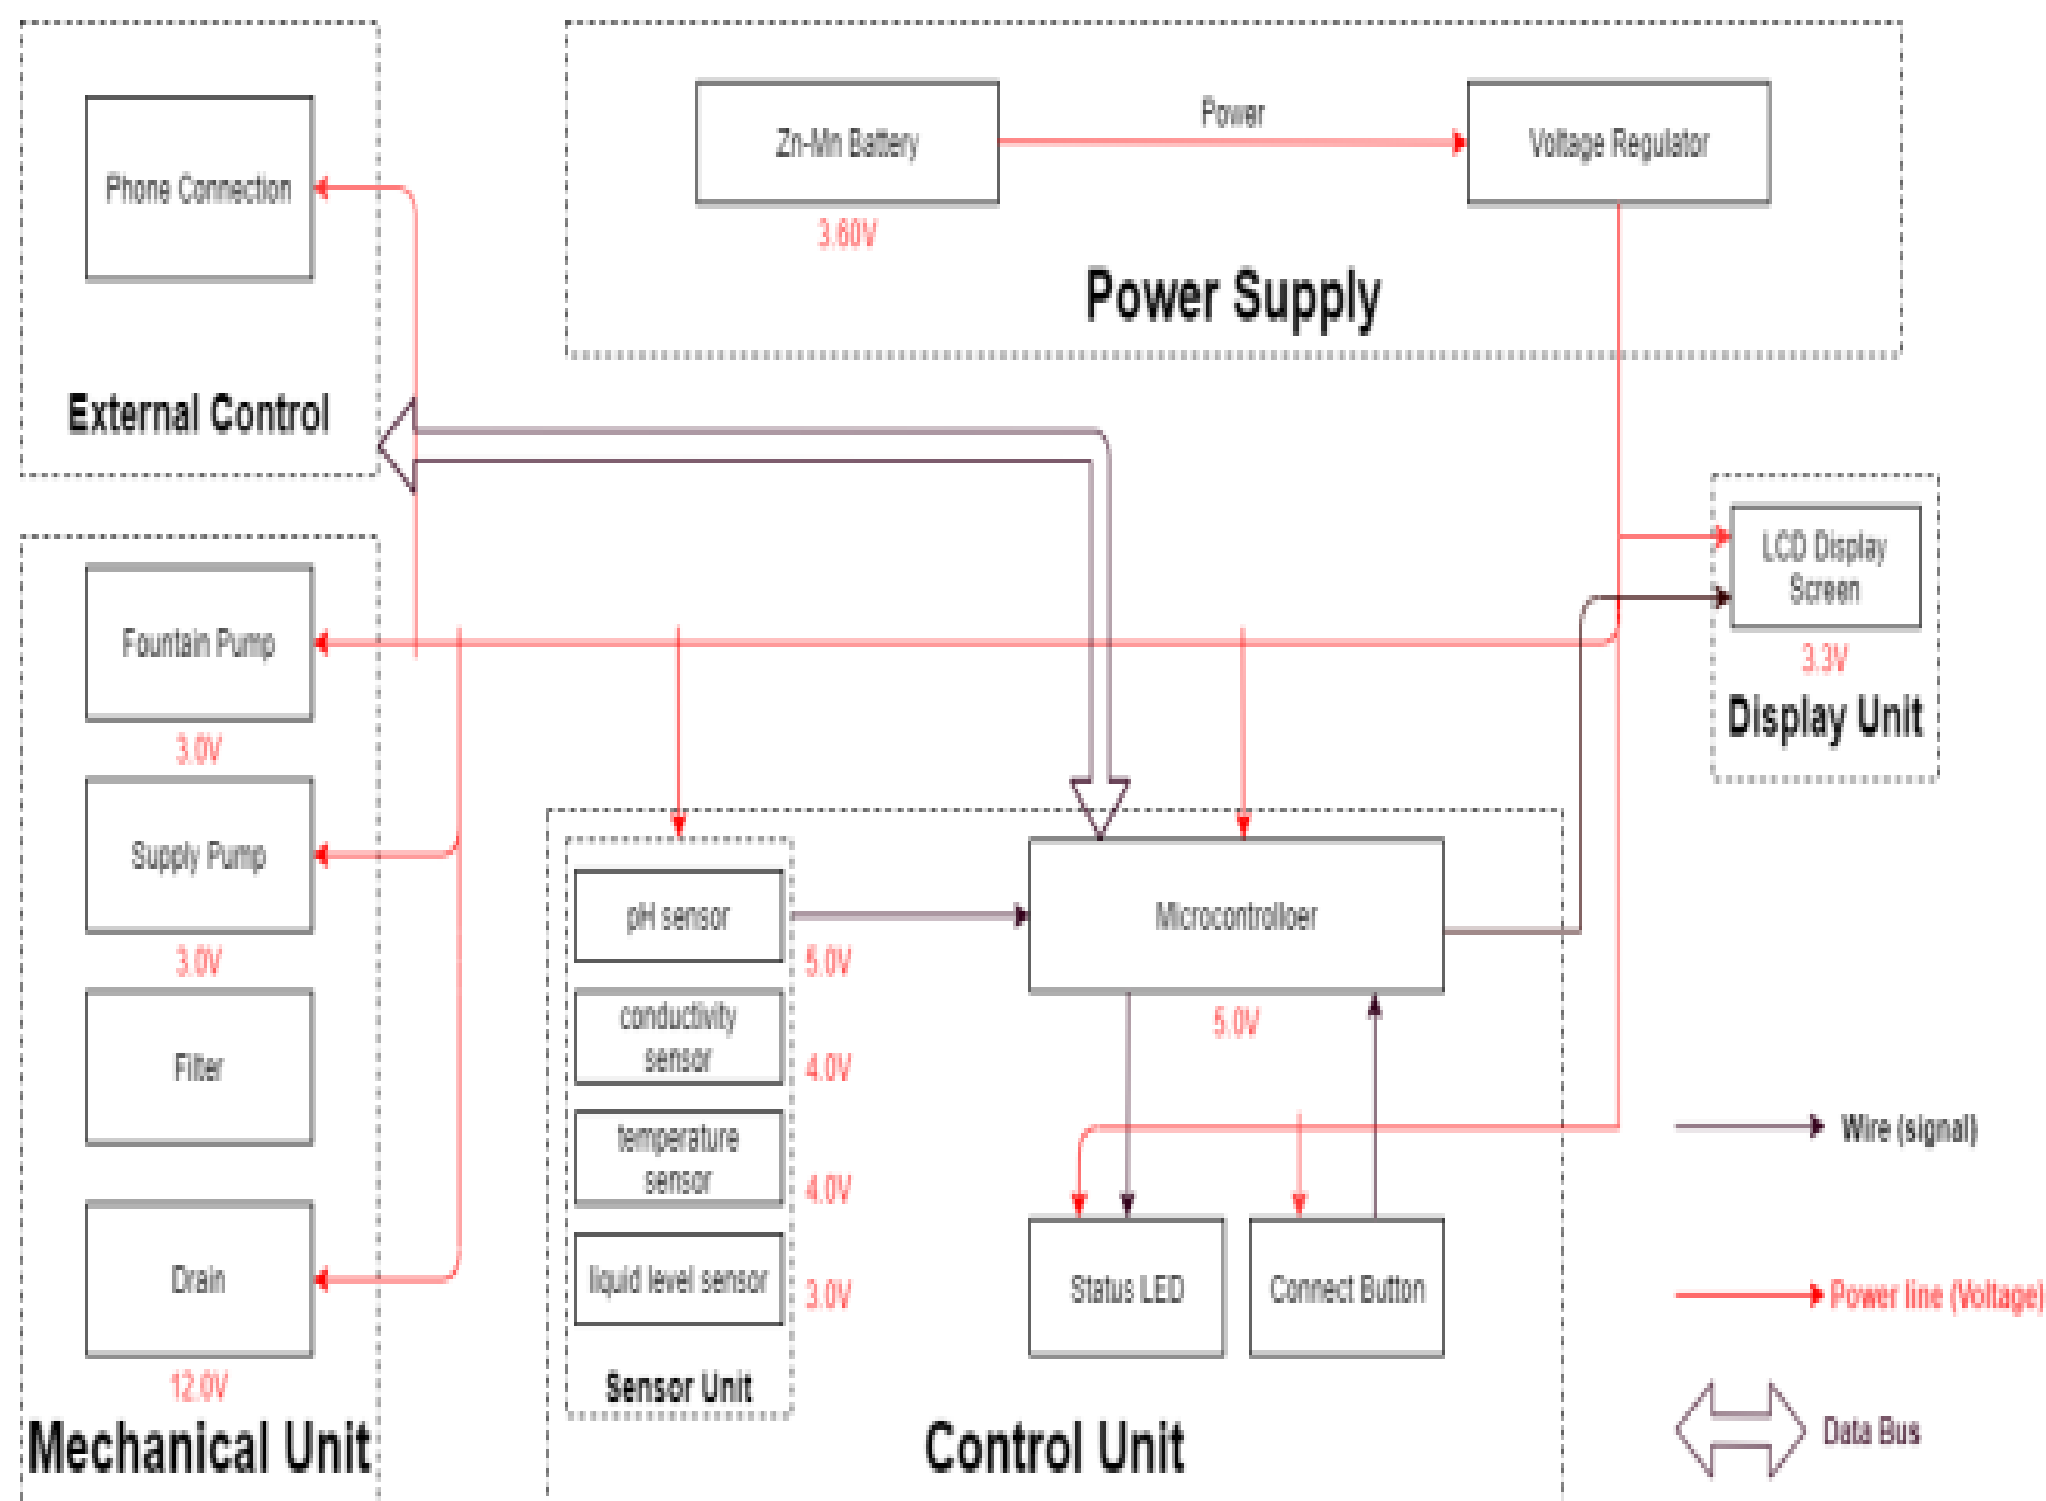 Phone Connection
External Control
Zn-Mn Battery
3.60V
Power
Voltage Regulator
Power Supply
LCD Display
Screen
3.3V
Display Unit
Fountain Pump
3.0V
Supply Pump
3.0V
Filter
Drain
12.0V
Mechanical Unit
pH sensor
5.0V
conductivity
sensor
4.0V
temperature
sensor
4.0V
liquid level sensor
3.0V
Sensor Unit
Microcontrolloer
5.0V
Status LED
Connect Button
Control Unit
Wire (signal)
Power line (Voltage)
Data Bus